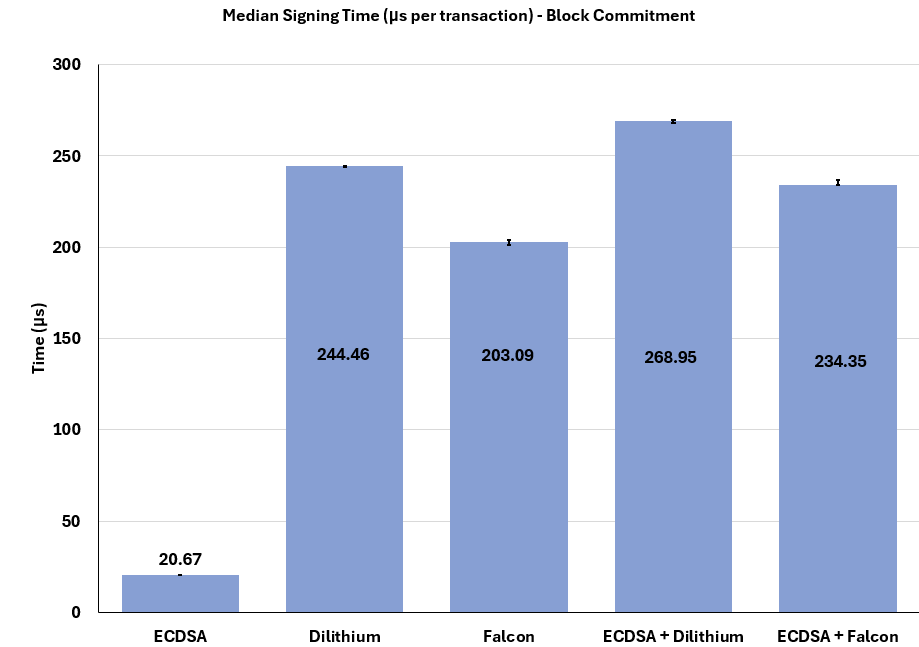 Median Signing Time (µs per transaction) - Block Commitment
300
250
200
150
100
50
0
Time (µs)
20.67
244.46
203.09
268.95
234.35
ECDSA
Dilithium
Falcon
ECDSA + Dilithium
ECDSA + Falcon